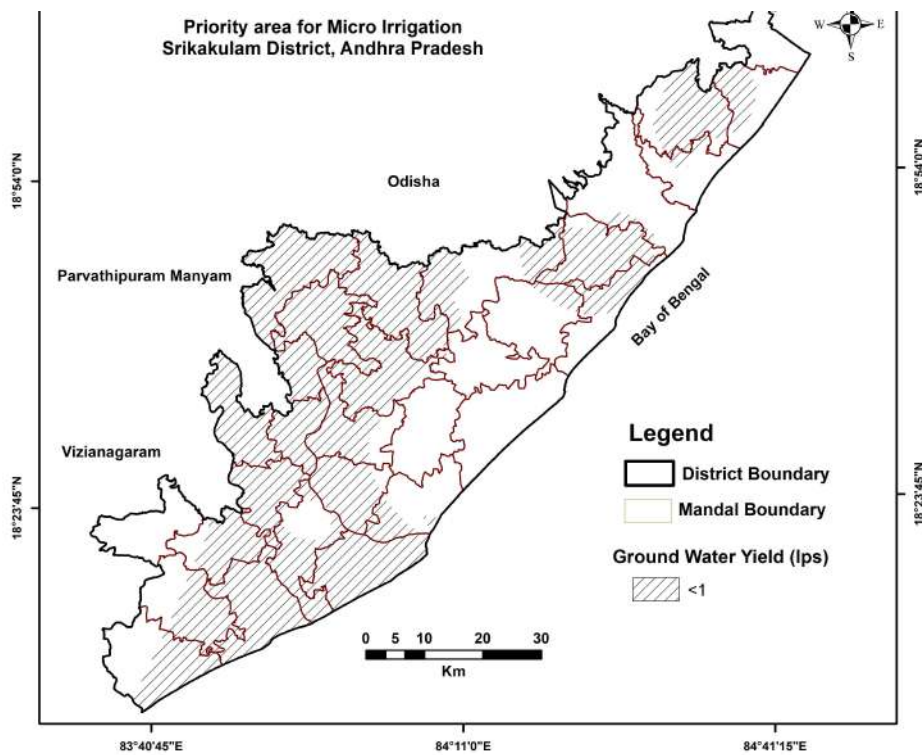 Priority area for Micro Irrigation
Srikakulam District, Andhra Pradesh
W E
S
18°54'0"N
18°54'0"N
Odisha
Parvathipuram Manyam
Bay of Bengal
Vizianagaram
Legend
District Boundary
Mandal Boundary
Ground Water Yield (lps)
<1
18°23'45"N
18°23'45"N
0 5 10 20 30
Km
83°40'45"E 84°11'0"E 84°41'15"E